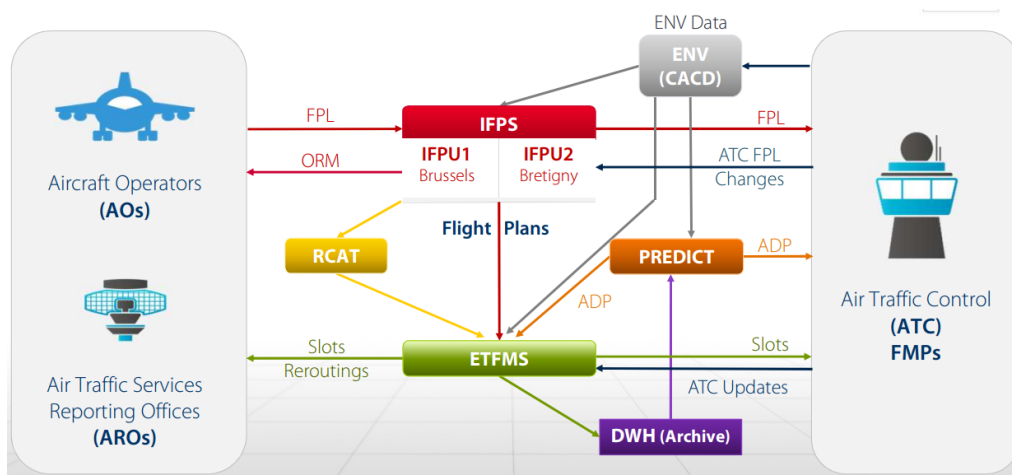 ENV Data
ENV
(CACD)
FPL
IFPS
FPL
ORM
IFPU1
Brussels
IFPU2
Bretigny
ATC FPL
Changes
Aircraft Operators
(AOs)
Flight Plans
RCAT
PREDICT
ADP
ADP
Air Traffic Control
(ATC)
FMPs
Slots
Reroutings
ETFMS
Slots
ATC Updates
Air Traffic Services
Reporting Offices
(AROs)
DWH (Archive)